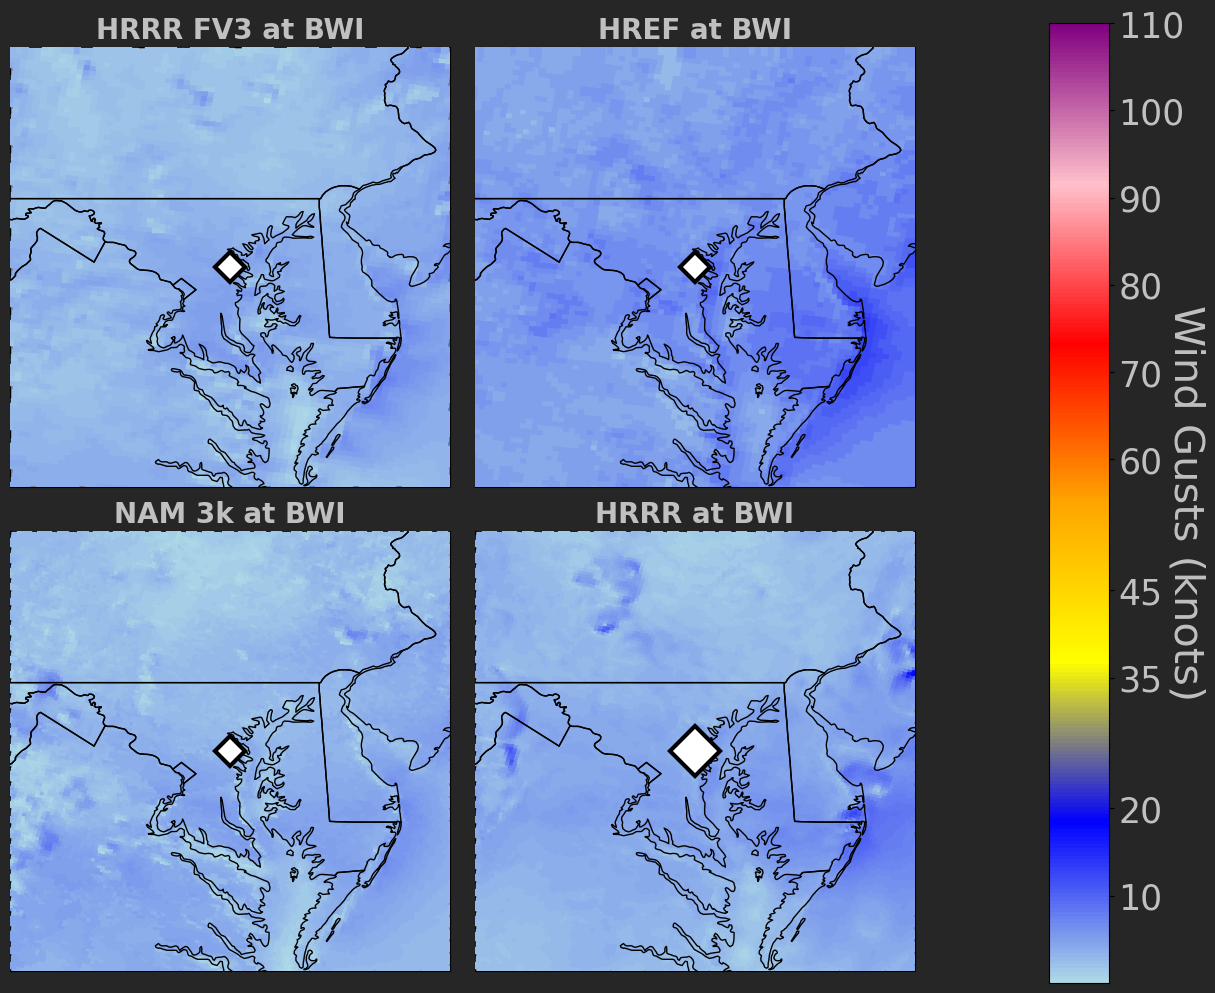 HRRR FV3 at BWI
HREF at BWI
NAM 3k at BWI
HRRR at BWI
110
100
90
80
70
60
45
35
20
10
Wind Gusts (knots)